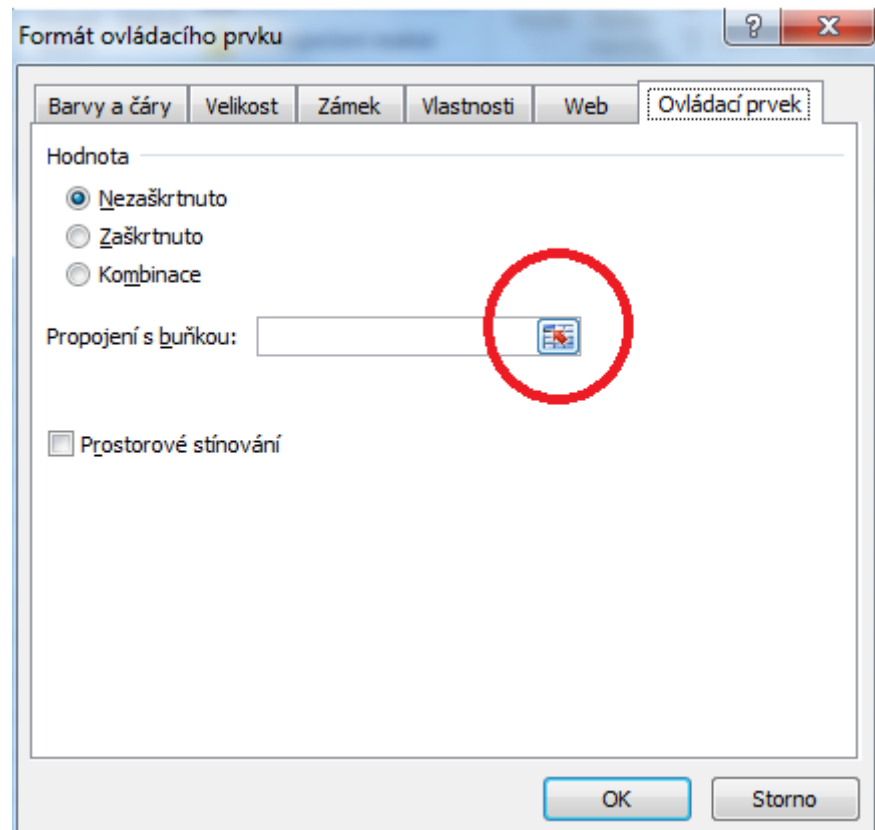 Formát ovládacího prvku
Barvy a čáry Velikost Zámek Vlastnosti Web Ovládací prvek
Hodnota
Nezaškrtnuto
Zaškrtnuto
Kombinace
Propojení s buňkou:
Prostorové stínování
OK Storno